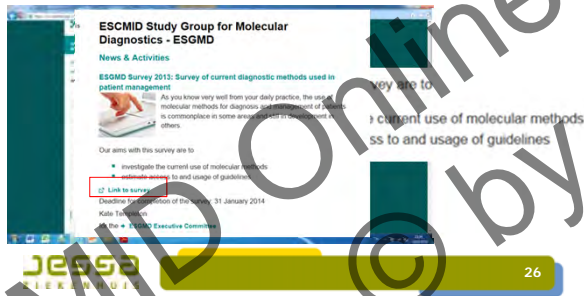 ESCMID Study Group for Molecular
Diagnostics - ESGMD
News & Activities
ESGMD Survey 2013: Survey of current diagnostic methods used in
patient management
As you know very well from your daily practice, the use of
molecular methods for diagnosis and management of patients
is commonplace in some areas and still in development in
others.
Our aims with this survey are to
investigate the current use of molecular methods
estimate access to and usage of guidelines
Link to survey
Deadline for completion of the survey: 31 January 2014
Kate Templeton
for the ESGMD Executive Committee
vey are to
current use of molecular methods
ss to and usage of guidelines
jessa
ZIEKENHUIS
26
MID Online
© by